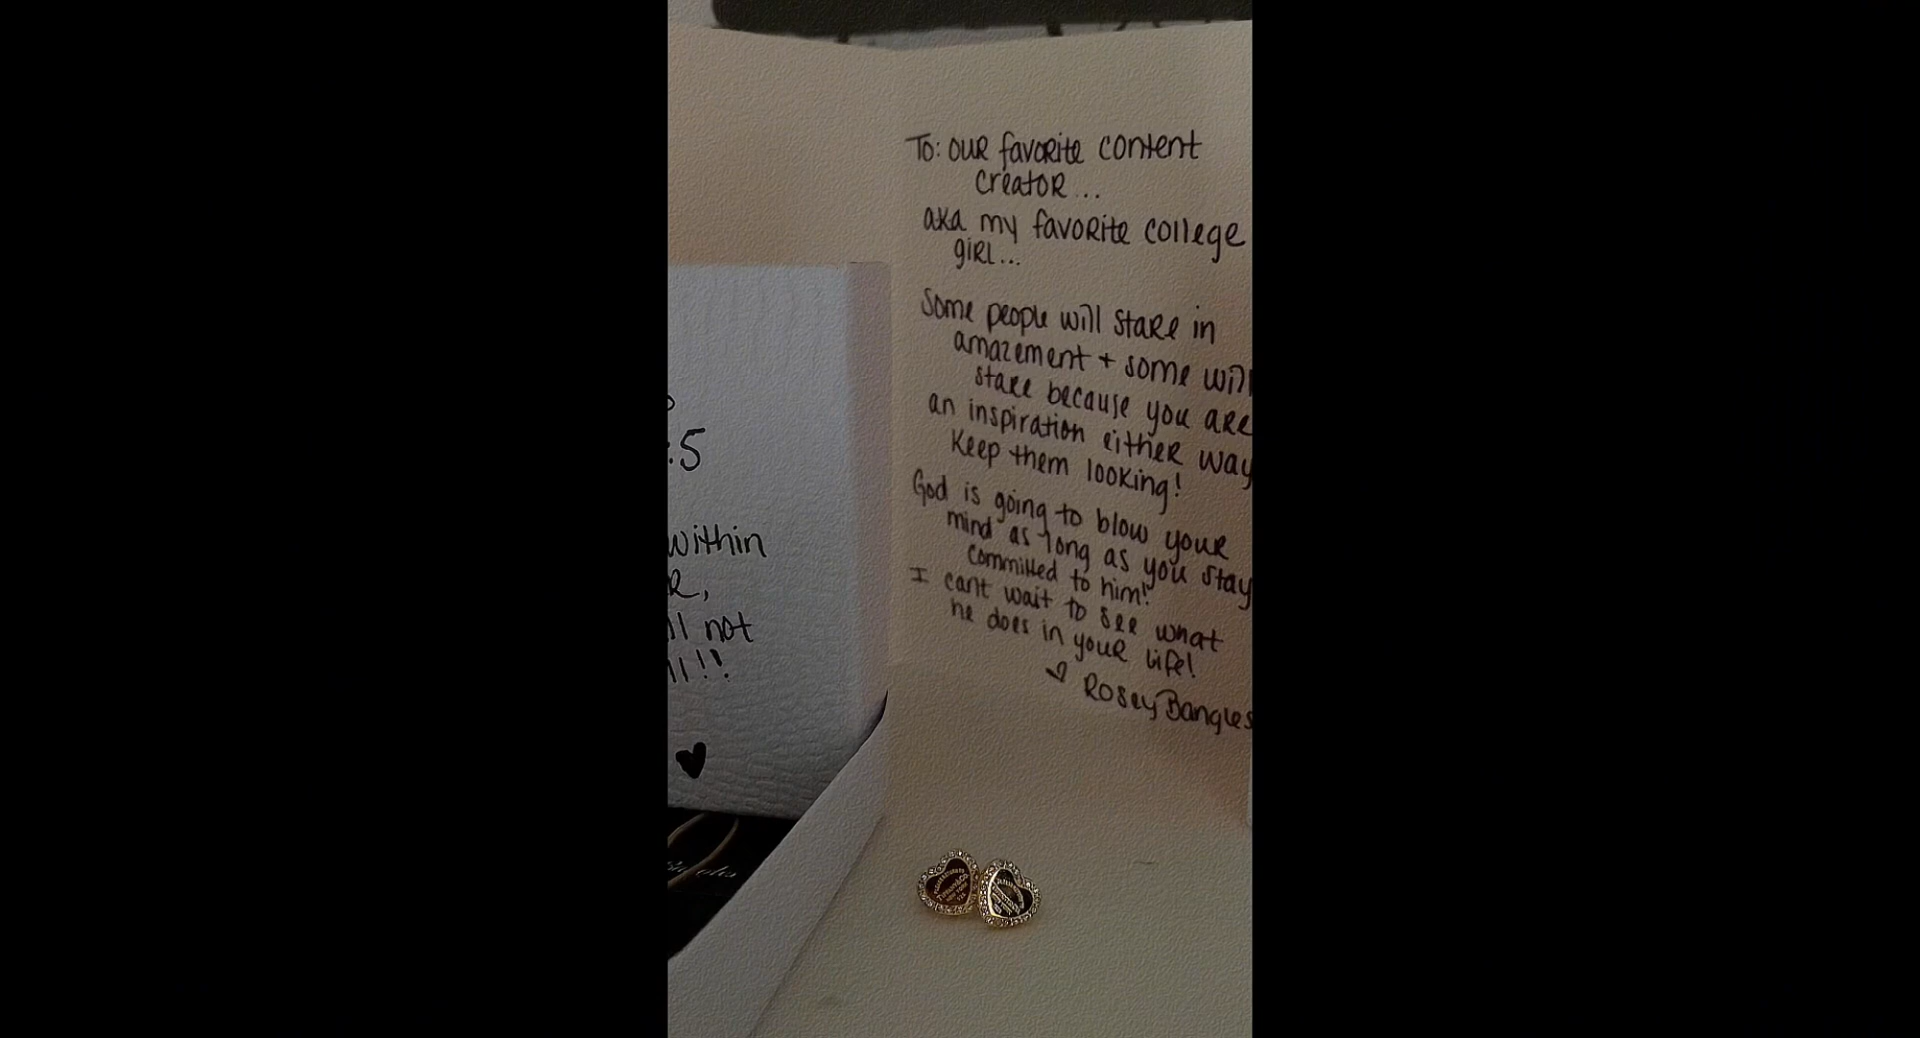 To: our favorite content
creator...
aka my favorite college
girl...
Some people will stare in
amazement + some will
stare because you are
an inspiration either way
Keep them looking!
God is going to blow your
mind as long as you stay
committed to him!
I cant wait to see what
he does in your life!
♡ RoseyBangles
:5
within
R,
not
!!